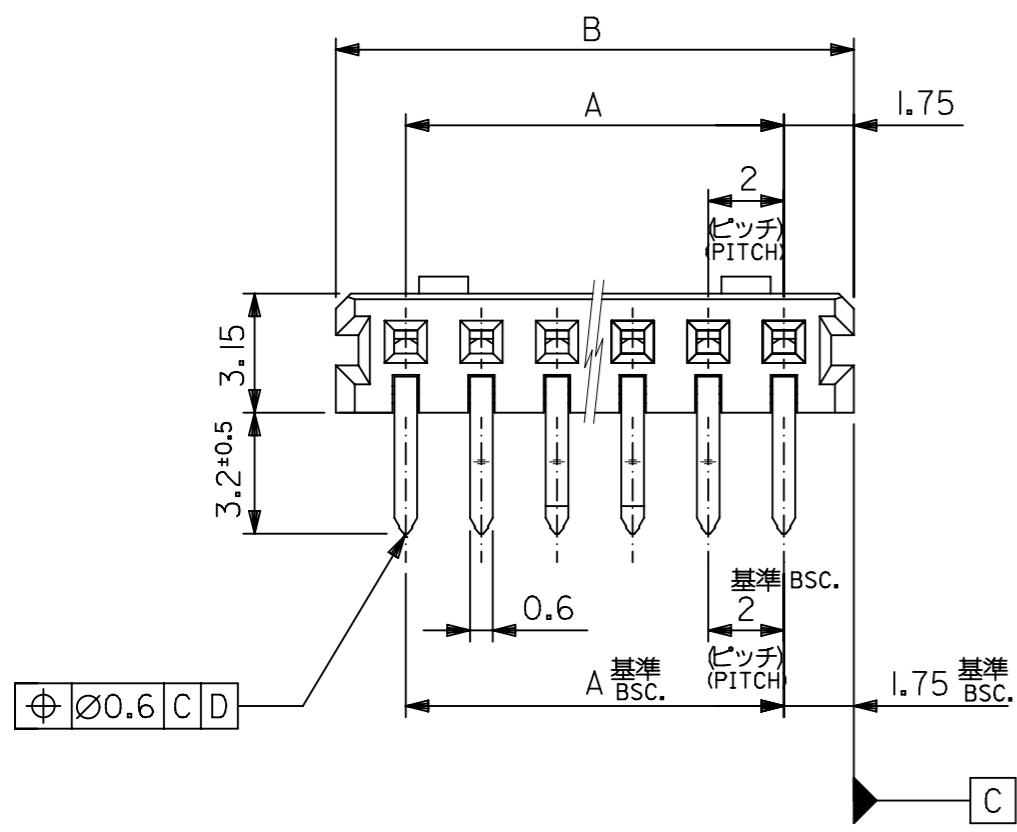 B
A
1.75
2
(ピッチ)
(PITCH)
3.15
3.2±0.5
基準 BSC.
0.6
2
(ピッチ)
(PITCH)
A 基準
BSC.
1.75 基準
BSC.
⌖ ⌀0.6 C D
C